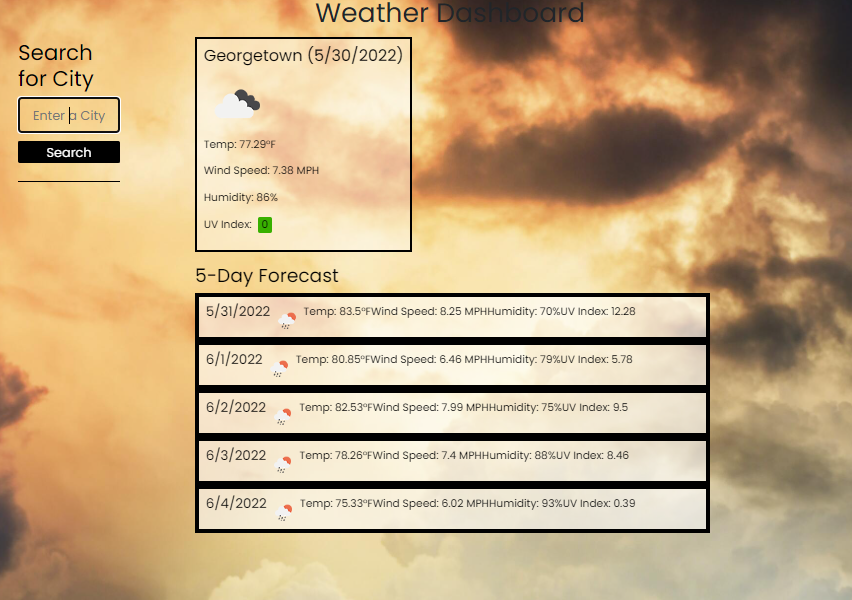 Weather Dashboard
Search
for City
Enter a City
Search
Georgetown (5/30/2022)
Temp: 77.29°F
Wind Speed: 7.38 MPH
Humidity: 86%
UV Index: 0
5-Day Forecast
5/31/2022 Temp: 83.5°FWind Speed: 8.25 MPHHumidity: 70%UV Index: 12.28
6/1/2022 Temp: 80.85°FWind Speed: 6.46 MPHHumidity: 79%UV Index: 5.78
6/2/2022 Temp: 82.53°FWind Speed: 7.99 MPHHumidity: 75%UV Index: 9.5
6/3/2022 Temp: 78.26°FWind Speed: 7.4 MPHHumidity: 88%UV Index: 8.46
6/4/2022 Temp: 75.33°FWind Speed: 6.02 MPHHumidity: 93%UV Index: 0.39